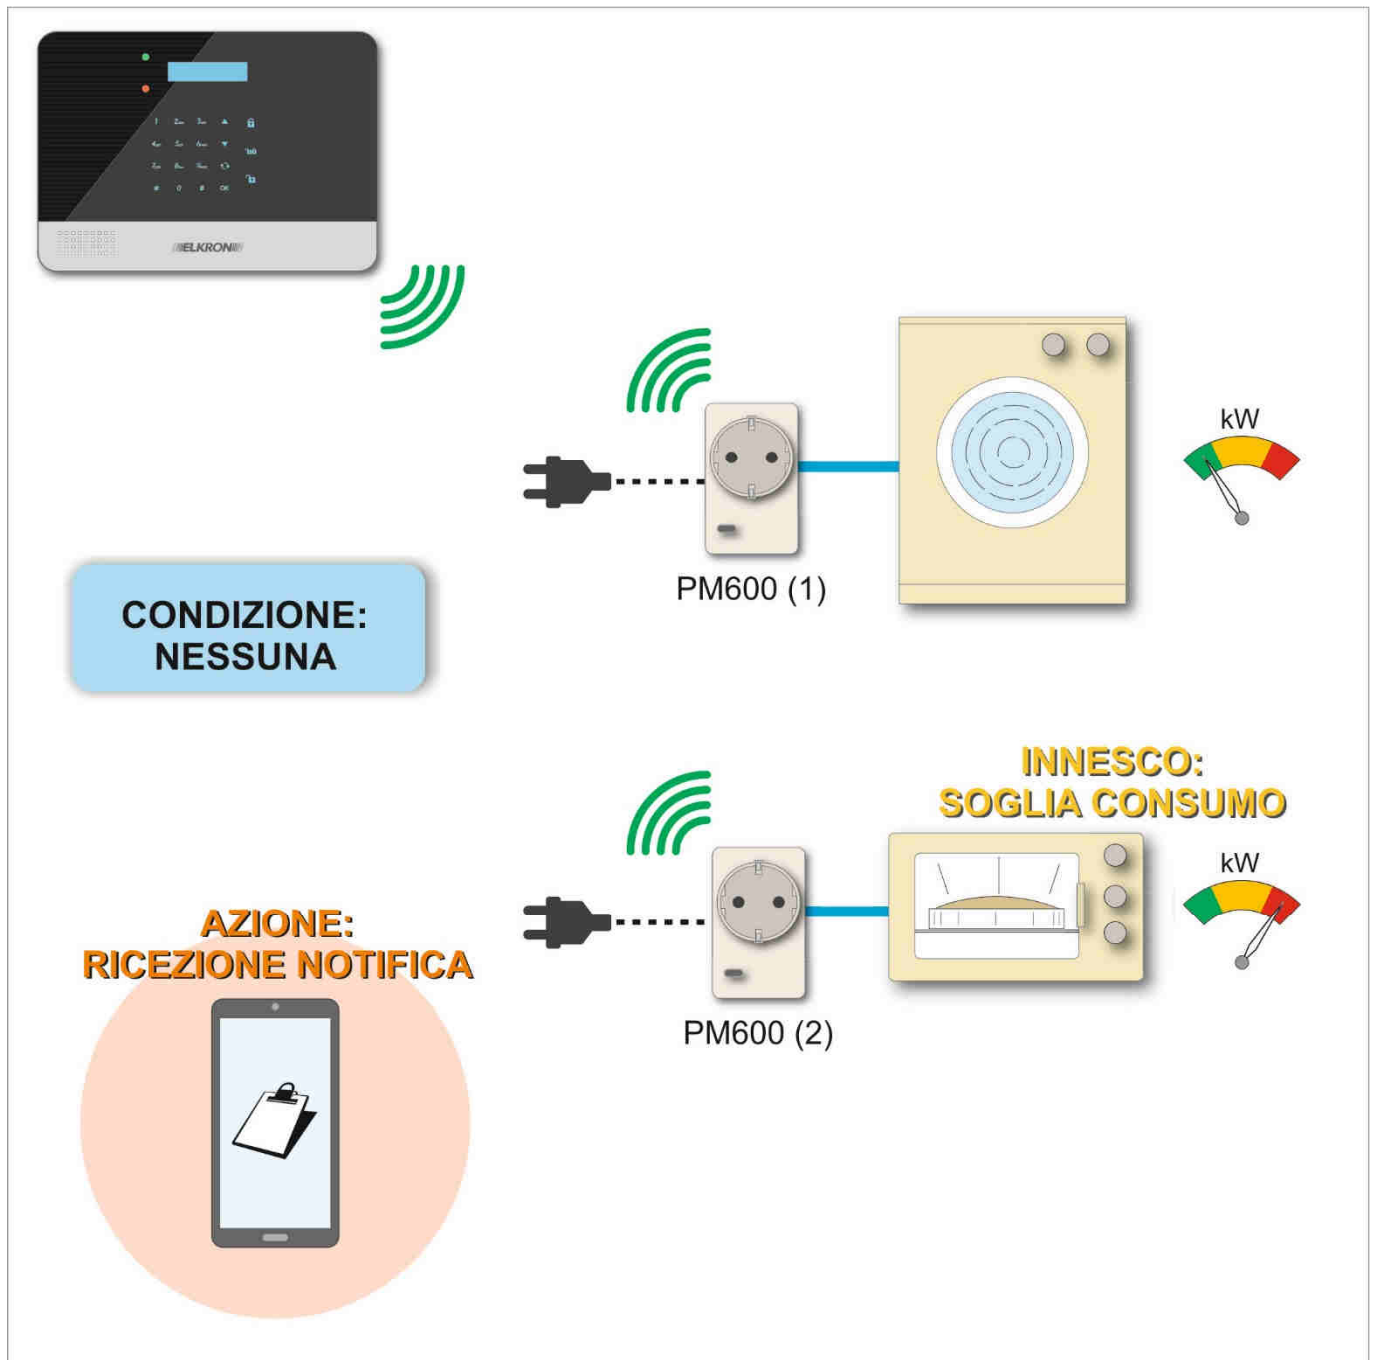 ELKRON
kW
PM600 (1)
CONDIZIONE:
NESSUNA
INNESCO:
SOGLIA CONSUMO
kW
AZIONE:
RICEZIONE NOTIFICA
PM600 (2)